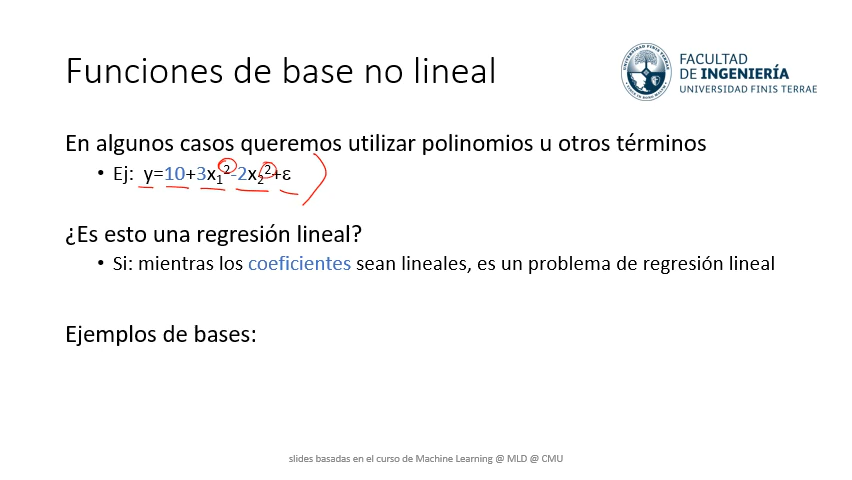 Funciones de base no lineal
FACULTAD
DE INGENIERÍA
UNIVERSIDAD FINIS TERRAE
En algunos casos queremos utilizar polinomios u otros términos
• Ej: y=10+3x₁²-2x₂²+ε
¿Es esto una regresión lineal?
• Si: mientras los coeficientes sean lineales, es un problema de regresión lineal
Ejemplos de bases:
slides basadas en el curso de Machine Learning @ MLD @ CMU